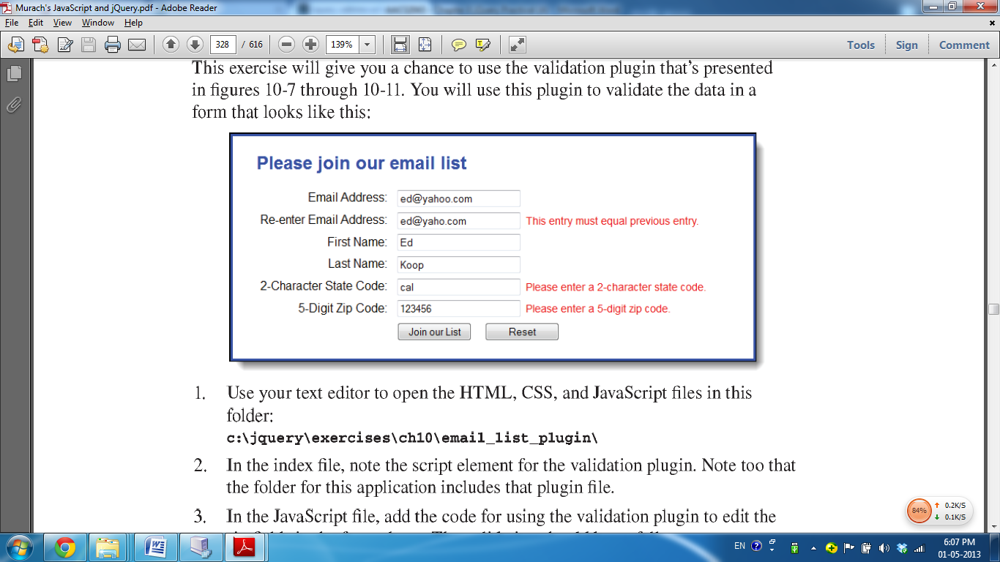 Murach's JavaScript and jQuery.pdf - Adobe Reader
File Edit View Window Help
328 / 616 139% Tools Sign Comment
This exercise will give you a chance to use the validation plugin that's presented
in figures 10-7 through 10-11. You will use this plugin to validate the data in a
form that looks like this:
Please join our email list
Email Address: ed@yahoo.com
Re-enter Email Address: ed@yaho.com This entry must equal previous entry.
First Name: Ed
Last Name: Koop
2-Character State Code: cal Please enter a 2-character state code.
5-Digit Zip Code: 123456 Please enter a 5-digit zip code.
Join our List Reset
1. Use your text editor to open the HTML, CSS, and JavaScript files in this
folder:
c:\jquery\exercises\ch10\email_list_plugin\
2. In the index file, note the script element for the validation plugin. Note too that
the folder for this application includes that plugin file.
3. In the JavaScript file, add the code for using the validation plugin to edit the
84% 0.2K/S
0.1K/S
EN 6:07 PM
01-05-2013